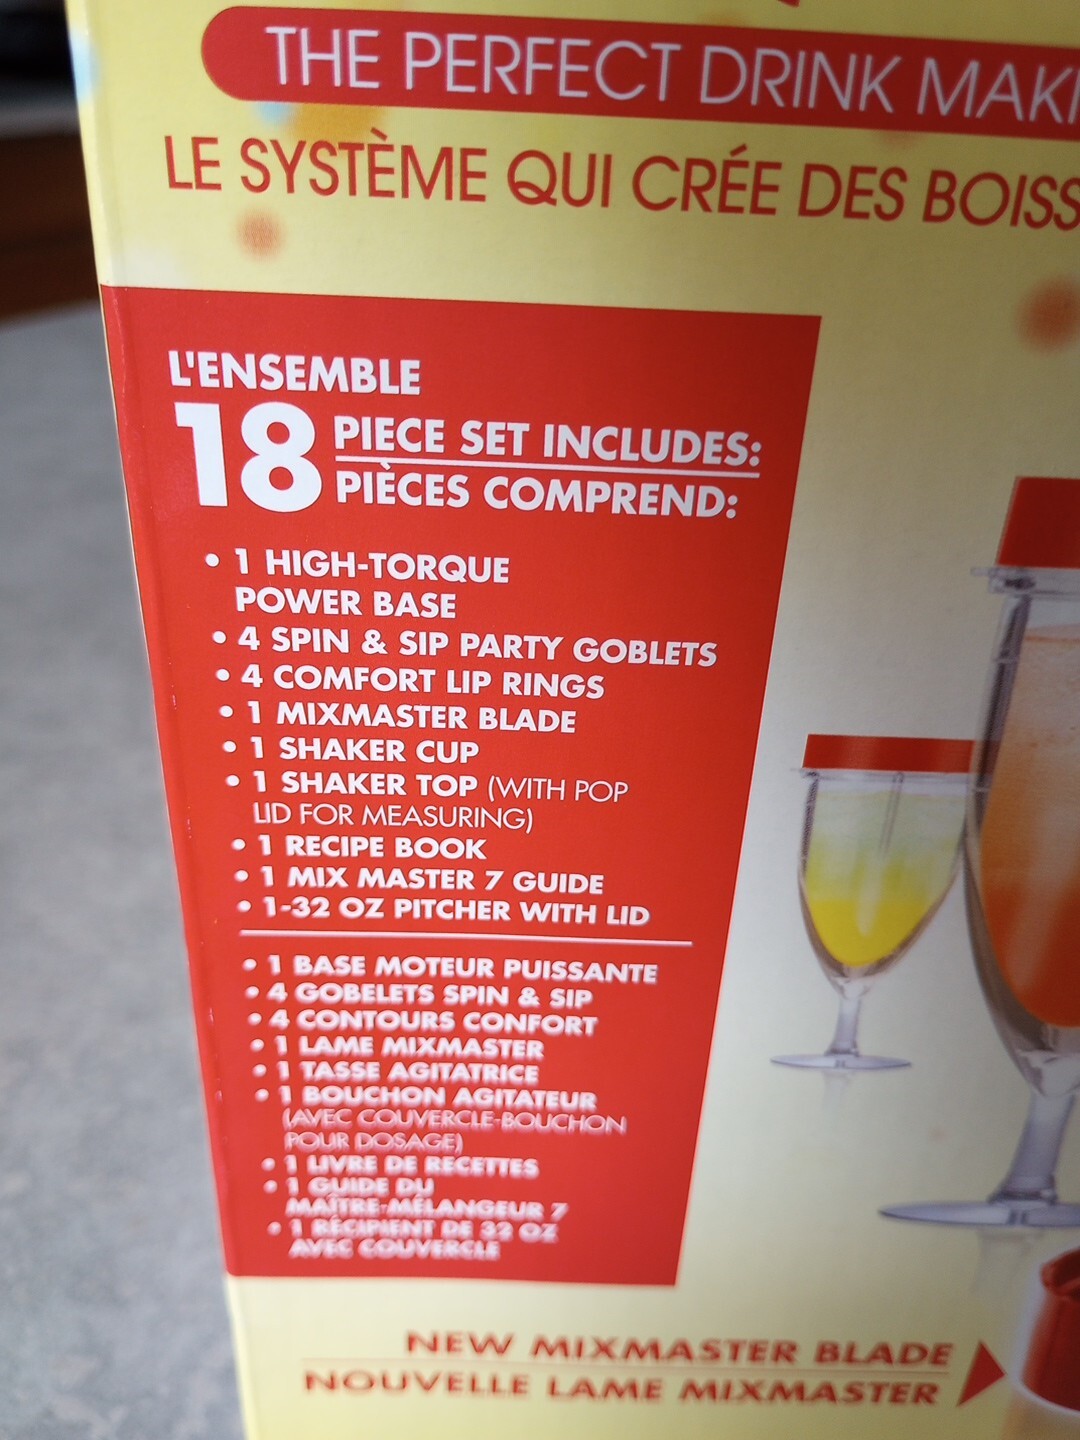 THE PERFECT DRINK MAKI
LE SYSTÈME QUI CRÉE DES BOISS
L'ENSEMBLE
18 PIECE SET INCLUDES:
PIÈCES COMPREND:
• 1 HIGH-TORQUE
POWER BASE
• 4 SPIN & SIP PARTY GOBLETS
• 4 COMFORT LIP RINGS
• 1 MIXMASTER BLADE
• 1 SHAKER CUP
• 1 SHAKER TOP (WITH POP
LID FOR MEASURING)
• 1 RECIPE BOOK
• 1 MIX MASTER 7 GUIDE
• 1-32 OZ PITCHER WITH LID
• 1 BASE MOTEUR PUISSANTE
• 4 GOBELETS SPIN & SIP
• 4 CONTOURS CONFORT
• 1 LAME MIXMASTER
• 1 TASSE AGITATRICE
• 1 BOUCHON AGITATEUR
(AVEC COUVERCLE-BOUCHON
POUR DOSAGE)
• 1 LIVRE DE RECETTES
• 1 GUIDE DU
MAÎTRE-MÉLANGEUR 7
• 1 RÉCIPIENT DE 32 OZ
AVEC COUVERCLE
NEW MIXMASTER BLADE
NOUVELLE LAME MIXMASTER